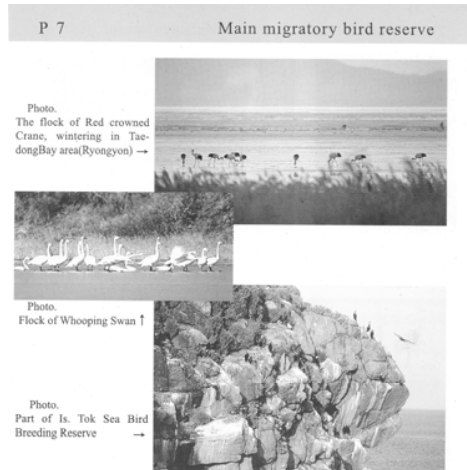 P 7 Main migratory bird reserve
Photo.
The flock of Red crowned
Crane, wintering in Tae-
dongBay area(Ryongyon) →
Photo.
Flock of Whooping Swan ↑
Photo.
Part of Is. Tok Sea Bird
Breeding Reserve →